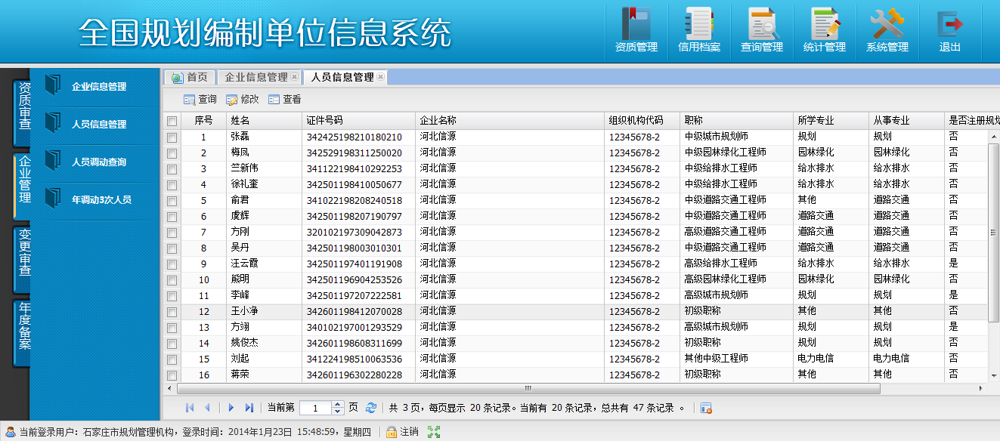 全国规划编制单位信息系统
资质管理 信用档案 查询管理 统计管理 系统管理 退出
资质审查
企业管理
变更审查
年度备案
企业信息管理
人员信息管理
人员调动查询
年调动3次人员
首页 企业信息管理 人员信息管理
查询 修改 查看
序号 姓名 证件号码 企业名称 组织机构代码 职称 所学专业 从事专业 是否注册规划
1 张磊 342425198210180210 河北信源 12345678-2 中级城市规划师 规划 规划 否
2 梅凤 342529198311250020 河北信源 12345678-2 中级园林绿化工程师 园林绿化 园林绿化 否
3 竺新伟 341122198410292253 河北信源 12345678-2 中级给排水工程师 给水排水 给水排水 否
4 徐礼奎 342501198410050677 河北信源 12345678-2 中级给排水工程师 给水排水 给水排水 否
5 俞君 341022198208240518 河北信源 12345678-2 中级道路交通工程师 其他 道路交通 否
6 虞辉 342501198207190797 河北信源 12345678-2 中级道路交通工程师 道路交通 道路交通 否
7 方刚 320102197309042873 河北信源 12345678-2 高级道路交通工程师 道路交通 道路交通 否
8 吴丹 342501198003010301 河北信源 12345678-2 中级道路交通工程师 道路交通 道路交通 否
9 汪云霞 342501197401191908 河北信源 12345678-2 高级给排水工程师 给水排水 给水排水 是
10 熊明 342501196904253526 河北信源 12345678-2 高级园林绿化工程师 园林绿化 园林绿化 否
11 李峰 342501197207222581 河北信源 12345678-2 高级城市规划师 规划 规划 是
12 王小净 342601198412070028 河北信源 12345678-2 初级职称 其他 其他 否
13 方翊 340102197001293529 河北信源 12345678-2 高级城市规划师 规划 规划 是
14 姚俊杰 342601198608311699 河北信源 12345678-2 初级职称 规划 规划 否
15 刘起 341224198510063536 河北信源 12345678-2 其他中级工程师 电力电信 电力电信 否
16 蒋荣 342601196302280228 河北信源 12345678-2 初级职称 其他 其他 否
当前第 1 页 共 3 页，每页显示 20 条记录。当前有 20 条记录，总共有 47 条记录 。
当前登录用户：石家庄市规划管理机构，登录时间：2014年1月23日 15:48:59，星期四 注销